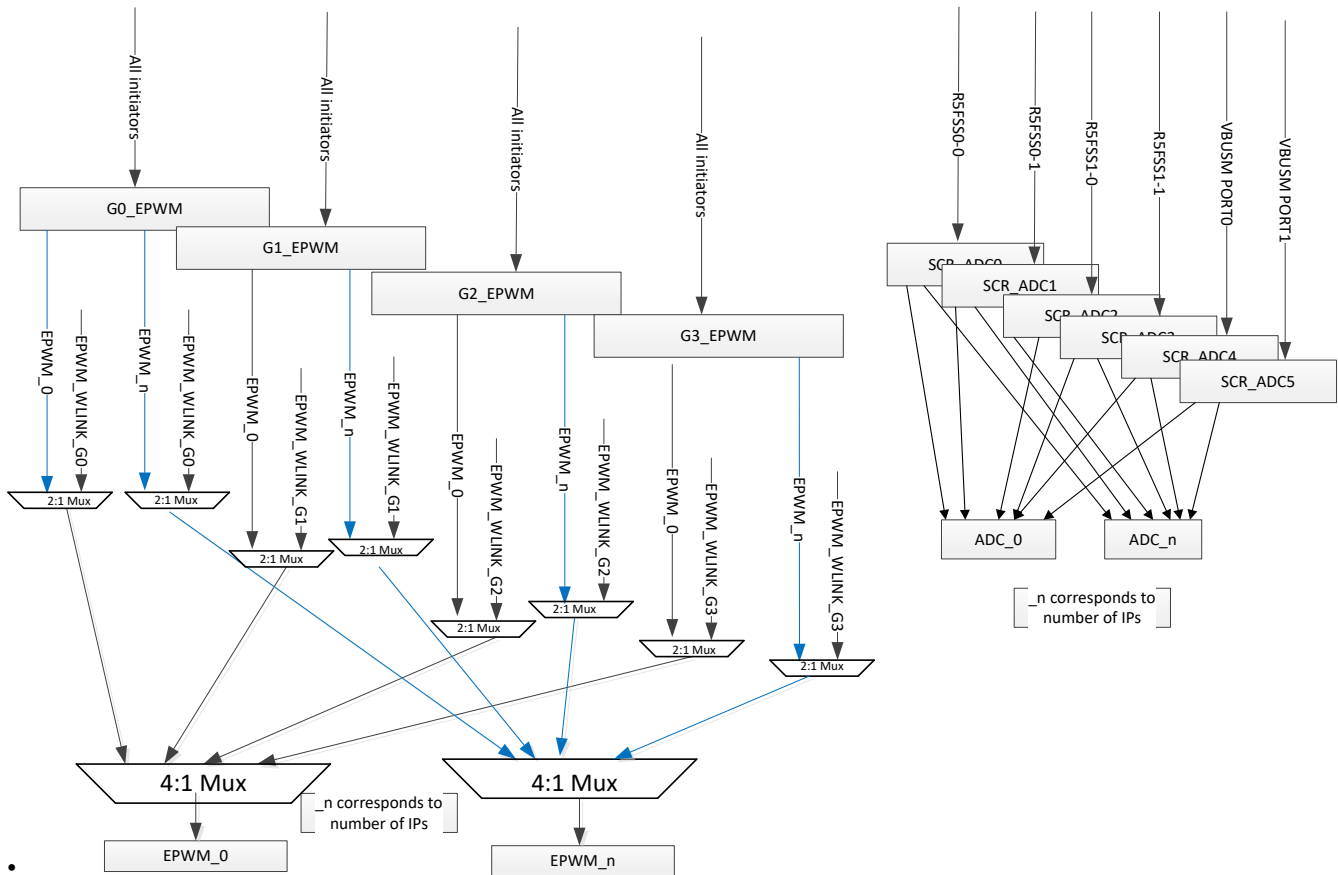 All initiators
All initiators
All initiators
All initiators
R5FSS0-0
R5FSS0-1
R5FSS1-0
R5FSS1-1
VBUSM PORT0
VBUSM PORT1
G0_EPWM
G1_EPWM
G2_EPWM
G3_EPWM
SCR_ADC0
SCR_ADC1
SCR_ADC2
SCR_ADC3
SCR_ADC4
SCR_ADC5
EPWM_0
EPWM_WLINK_G0
EPWM_n
EPWM_WLINK_G0
EPWM_0
EPWM_WLINK_G1
EPWM_n
EPWM_WLINK_G1
EPWM_0
EPWM_WLINK_G2
EPWM_n
EPWM_WLINK_G2
EPWM_0
EPWM_WLINK_G3
EPWM_n
EPWM_WLINK_G3
2:1 Mux
2:1 Mux
2:1 Mux
2:1 Mux
2:1 Mux
2:1 Mux
2:1 Mux
2:1 Mux
ADC_0
ADC_n
_n corresponds to
number of IPs
4:1 Mux
4:1 Mux
_n corresponds to
number of IPs
EPWM_0
EPWM_n